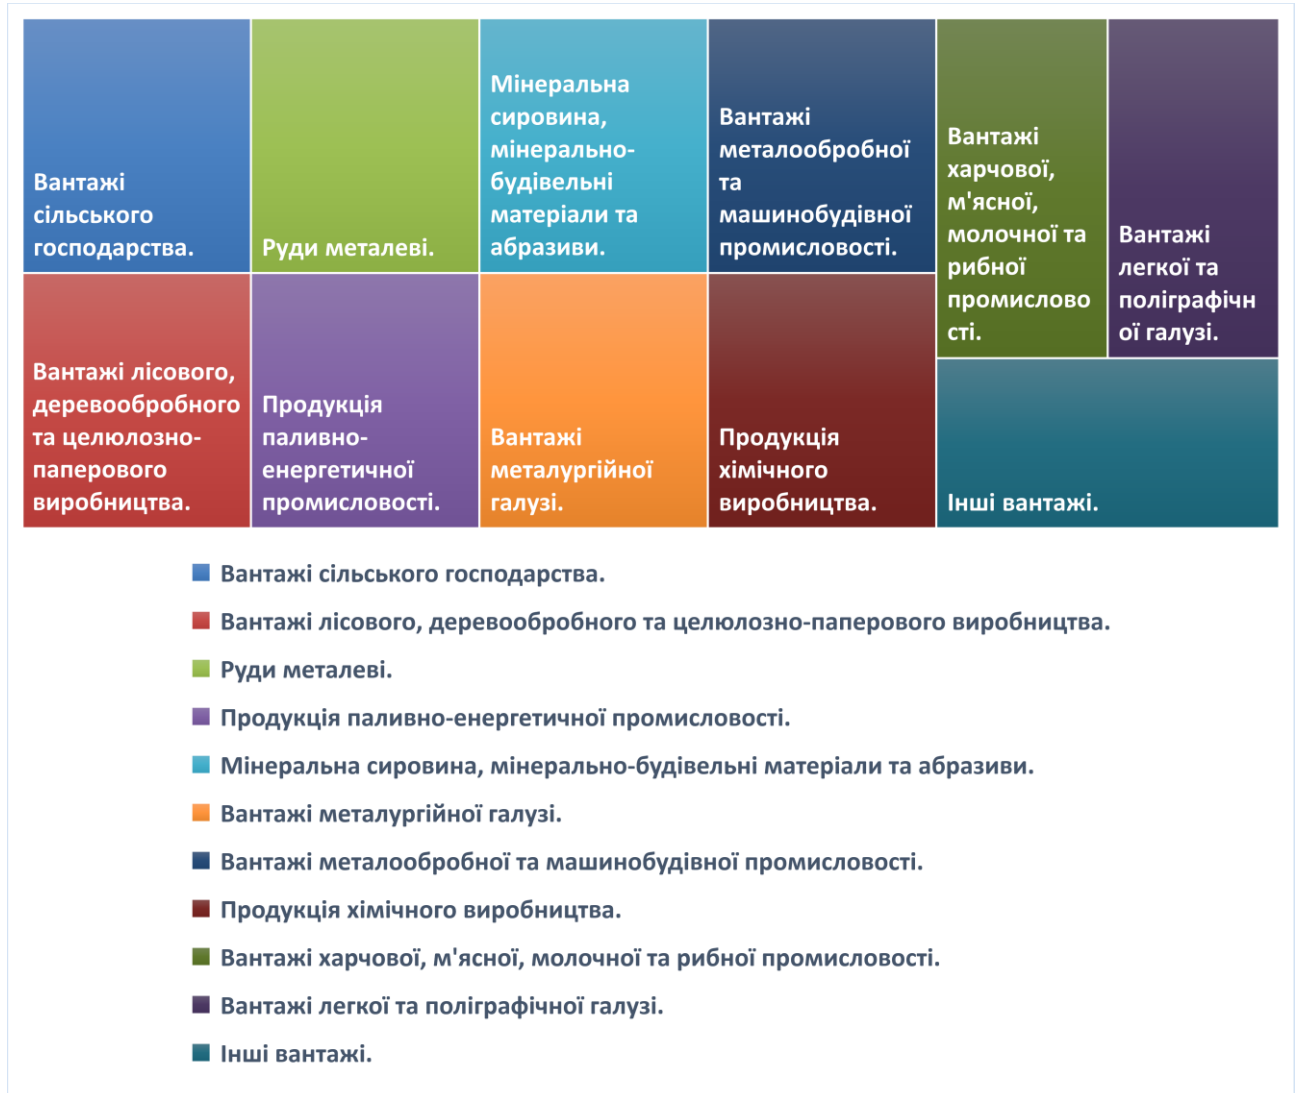 Вантажі
сільського
господарства.
Руди металеві.
Мінеральна
сировина,
мінерально-
будівельні
матеріали та
абразиви.
Вантажі
металообробної
та
машинобудівної
промисловості.
Вантажі
харчової,
м'ясної,
молочної та
рибної
промислово
сті.
Вантажі
легкої та
поліграфічн
ої галузі.
Вантажі лісового,
деревообробного
та целюлозно-
паперового
виробництва.
Продукція
паливно-
енергетичної
промисловості.
Вантажі
металургійної
галузі.
Продукція
хімічного
виробництва.
Інші вантажі.
Вантажі сільського господарства.
Вантажі лісового, деревообробного та целюлозно-паперового виробництва.
Руди металеві.
Продукція паливно-енергетичної промисловості.
Мінеральна сировина, мінерально-будівельні матеріали та абразиви.
Вантажі металургійної галузі.
Вантажі металообробної та машинобудівної промисловості.
Продукція хімічного виробництва.
Вантажі харчової, м'ясної, молочної та рибної промисловості.
Вантажі легкої та поліграфічної галузі.
Інші вантажі.